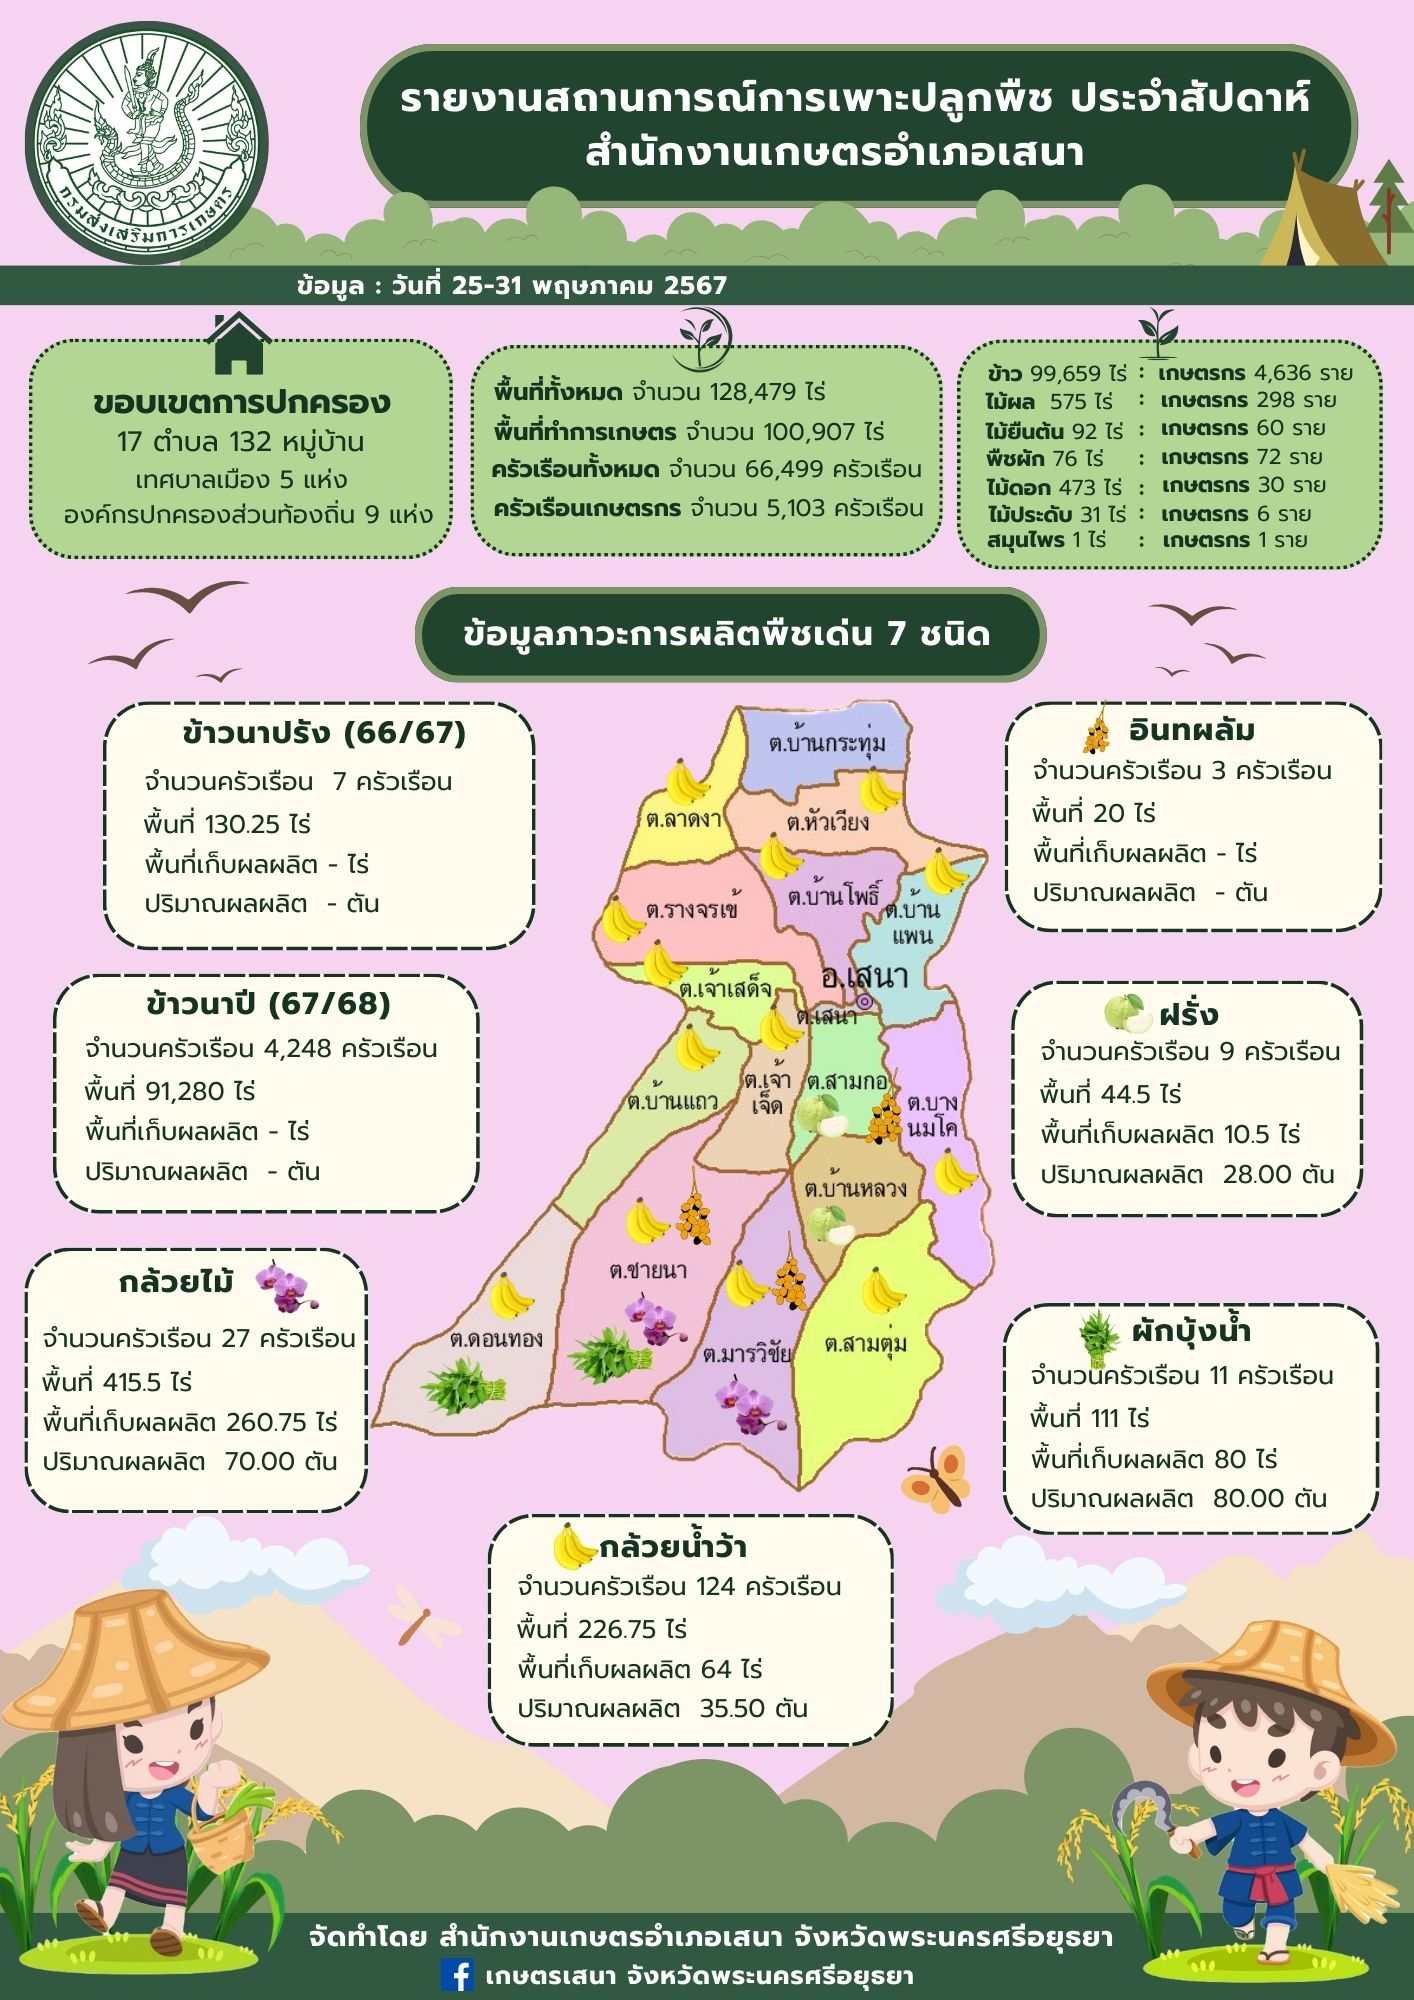 กรมส่งเสริมการเกษตร
รายงานสถานการณ์การเพาะปลูกพืช ประจำสัปดาห์
สำนักงานเกษตรอำเภอเสนา
ข้อมูล : วันที่ 25-31 พฤษภาคม 2567
ขอบเขตการปกครอง
17 ตำบล 132 หมู่บ้าน
เทศบาลเมือง 5 แห่ง
องค์กรปกครองส่วนท้องถิ่น 9 แห่ง
พื้นที่ทั้งหมด จำนวน 128,479 ไร่
พื้นที่ทำการเกษตร จำนวน 100,907 ไร่
ครัวเรือนทั้งหมด จำนวน 66,499 ครัวเรือน
ครัวเรือนเกษตรกร จำนวน 5,103 ครัวเรือน
ข้าว 99,659 ไร่ : เกษตรกร 4,636 ราย
ไม้ผล 575 ไร่ : เกษตรกร 298 ราย
ไม้ยืนต้น 92 ไร่ : เกษตรกร 60 ราย
พืชผัก 76 ไร่ : เกษตรกร 72 ราย
ไม้ดอก 473 ไร่ : เกษตรกร 30 ราย
ไม้ประดับ 31 ไร่ : เกษตรกร 6 ราย
สมุนไพร 1 ไร่ : เกษตรกร 1 ราย
ข้อมูลภาวะการผลิตพืชเด่น 7 ชนิด
ข้าวนาปรัง (66/67)
จำนวนครัวเรือน 7 ครัวเรือน
พื้นที่ 130.25 ไร่
พื้นที่เก็บผลผลิต - ไร่
ปริมาณผลผลิต - ตัน
ข้าวนาปี (67/68)
จำนวนครัวเรือน 4,248 ครัวเรือน
พื้นที่ 91,280 ไร่
พื้นที่เก็บผลผลิต - ไร่
ปริมาณผลผลิต - ตัน
กล้วยไม้
จำนวนครัวเรือน 27 ครัวเรือน
พื้นที่ 415.5 ไร่
พื้นที่เก็บผลผลิต 260.75 ไร่
ปริมาณผลผลิต 70.00 ตัน
ต.บ้านกระทุ่ม
ต.ลาดงา
ต.หัวเวียง
ต.บ้านโพธิ์
ต.รางจรเข้
ต.บ้าน
แพน
อ.เสนา
ต.เจ้าเสด็จ
ต.เสนา
ต.เจ้า
เจ็ด
ต.สามกอ
ต.บ้านแถว
ต.บาง
นมโค
ต.บ้านหลวง
ต.ชายนา
ต.ดอนทอง
ต.มารวิชัย
ต.สามตุ่ม
อินทผลัม
จำนวนครัวเรือน 3 ครัวเรือน
พื้นที่ 20 ไร่
พื้นที่เก็บผลผลิต - ไร่
ปริมาณผลผลิต - ตัน
ฝรั่ง
จำนวนครัวเรือน 9 ครัวเรือน
พื้นที่ 44.5 ไร่
พื้นที่เก็บผลผลิต 10.5 ไร่
ปริมาณผลผลิต 28.00 ตัน
ผักบุ้งน้ำ
จำนวนครัวเรือน 11 ครัวเรือน
พื้นที่ 111 ไร่
พื้นที่เก็บผลผลิต 80 ไร่
ปริมาณผลผลิต 80.00 ตัน
กล้วยน้ำว้า
จำนวนครัวเรือน 124 ครัวเรือน
พื้นที่ 226.75 ไร่
พื้นที่เก็บผลผลิต 64 ไร่
ปริมาณผลผลิต 35.50 ตัน
จัดทำโดย สำนักงานเกษตรอำเภอเสนา จังหวัดพระนครศรีอยุธยา
เกษตรเสนา จังหวัดพระนครศรีอยุธยา